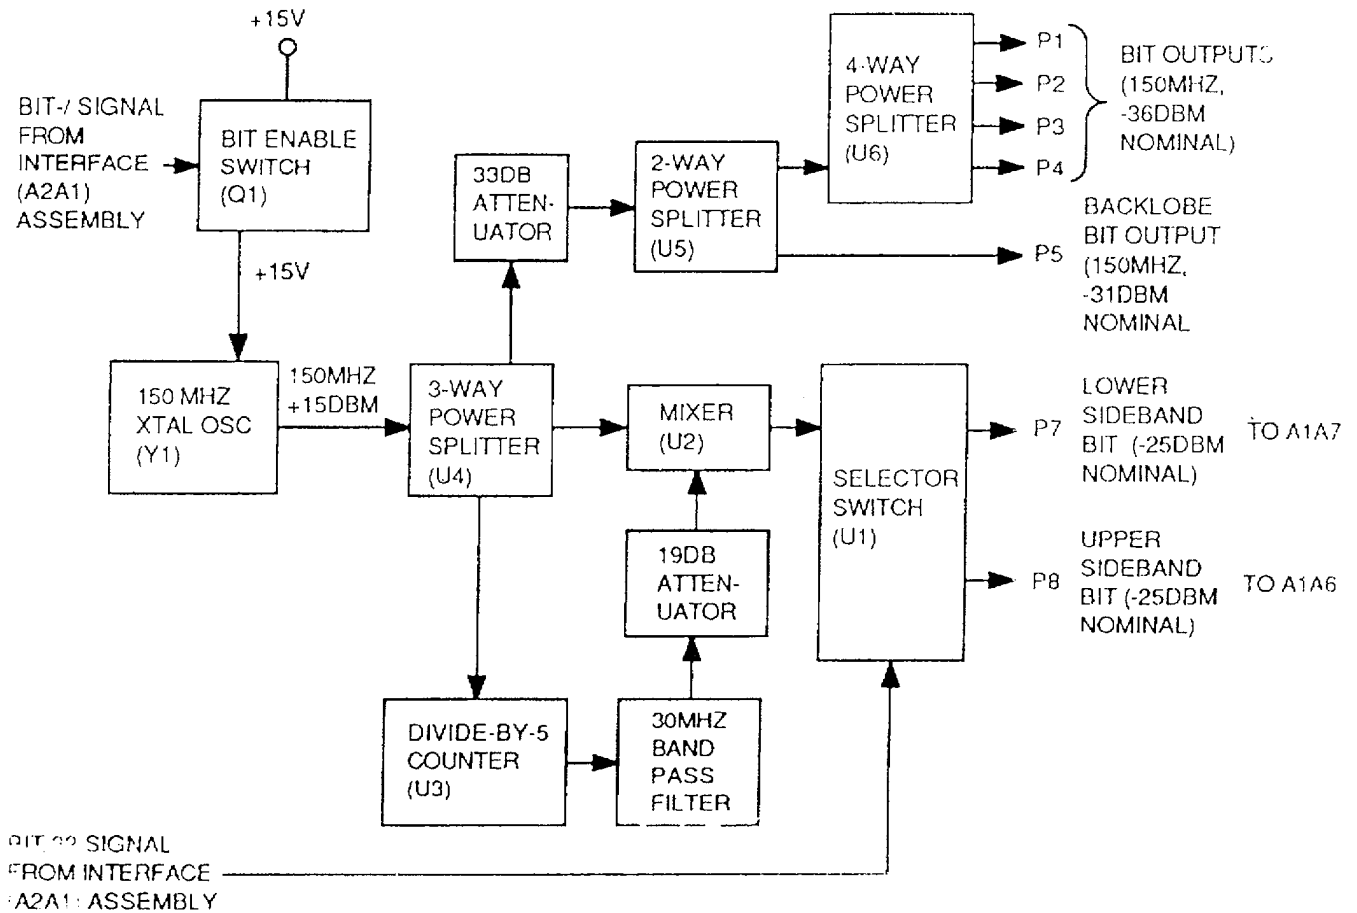 +15V
BIT-/ SIGNAL
FROM
INTERFACE
(A2A1)
ASSEMBLY
BIT ENABLE
SWITCH
(Q1)
+15V
150 MHZ
XTAL OSC
(Y1)
150MHZ
+15DBM
3-WAY
POWER
SPLITTER
(U4)
33DB
ATTEN-
UATOR
2-WAY
POWER
SPLITTER
(U5)
4-WAY
POWER
SPLITTER
(U6)
P1
P2
P3
P4
BIT OUTPUTS
(150MHZ,
-36DBM
NOMINAL)
P5
BACKLOBE
BIT OUTPUT
(150MHZ,
-31DBM
NOMINAL
MIXER
(U2)
19DB
ATTEN-
UATOR
30MHZ
BAND
PASS
FILTER
DIVIDE-BY-5
COUNTER
(U3)
SELECTOR
SWITCH
(U1)
P7
LOWER
SIDEBAND
BIT (-25DBM
NOMINAL)
TO A1A7
P8
UPPER
SIDEBAND
BIT (-25DBM
NOMINAL)
TO A1A6
SIGNAL
FROM INTERFACE
(A2A1) ASSEMBLY